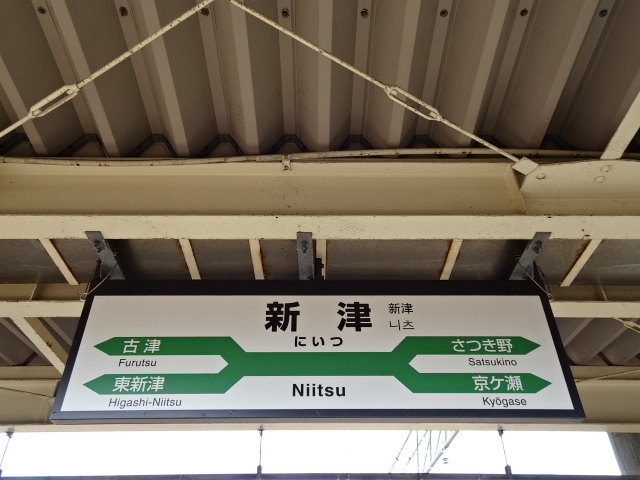 新津
新津
니츠
にいつ
古津
Furutsu
さつき野
Satsukino
東新津
Higashi-Niitsu
Niitsu
京ケ瀬
Kyōgase